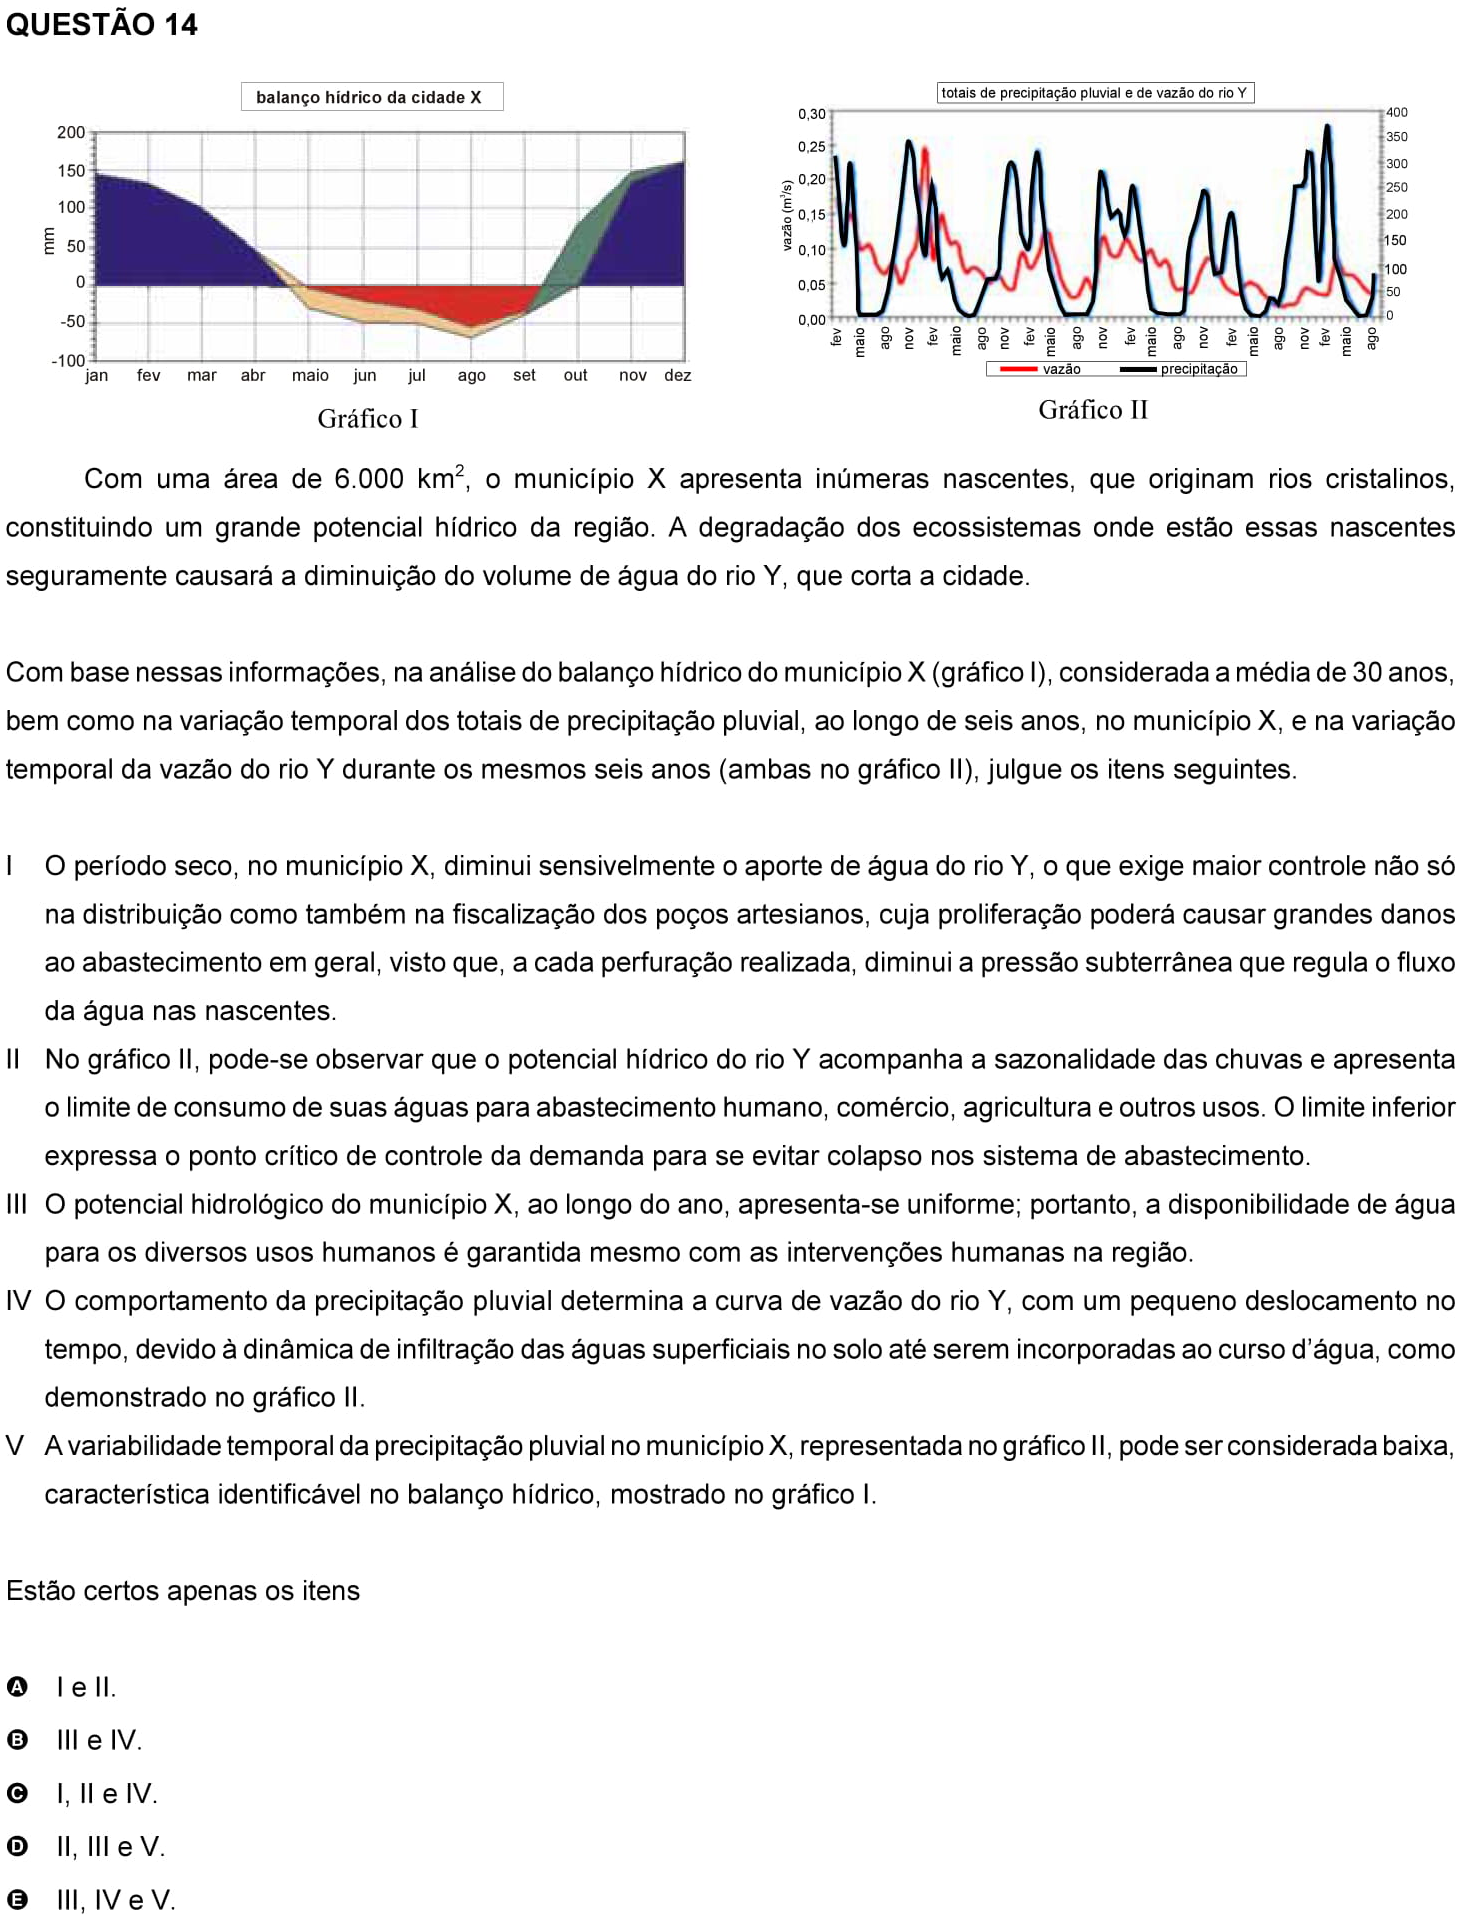 QUESTÃO 14
balanço hídrico da cidade X
200
150
100
50
0
-50
-100
mm
jan fev mar abr maio jun jul ago set out nov dez
Gráfico I
totais de precipitação pluvial e de vazão do rio Y
0,30
0,25
0,20
0,15
0,10
0,05
0,00
vazão (m³/s)
400
350
300
250
200
150
100
50
0
fev maio ago nov fev maio ago nov fev maio ago nov fev maio ago nov fev maio ago nov fev maio ago
vazão precipitação
Gráfico II
Com uma área de 6.000 km², o município X apresenta inúmeras nascentes, que originam rios cristalinos,
constituindo um grande potencial hídrico da região. A degradação dos ecossistemas onde estão essas nascentes
seguramente causará a diminuição do volume de água do rio Y, que corta a cidade.
Com base nessas informações, na análise do balanço hídrico do município X (gráfico I), considerada a média de 30 anos,
bem como na variação temporal dos totais de precipitação pluvial, ao longo de seis anos, no município X, e na variação
temporal da vazão do rio Y durante os mesmos seis anos (ambas no gráfico II), julgue os itens seguintes.
I O período seco, no município X, diminui sensivelmente o aporte de água do rio Y, o que exige maior controle não só
na distribuição como também na fiscalização dos poços artesianos, cuja proliferação poderá causar grandes danos
ao abastecimento em geral, visto que, a cada perfuração realizada, diminui a pressão subterrânea que regula o fluxo
da água nas nascentes.
II No gráfico II, pode-se observar que o potencial hídrico do rio Y acompanha a sazonalidade das chuvas e apresenta
o limite de consumo de suas águas para abastecimento humano, comércio, agricultura e outros usos. O limite inferior
expressa o ponto crítico de controle da demanda para se evitar colapso nos sistema de abastecimento.
III O potencial hidrológico do município X, ao longo do ano, apresenta-se uniforme; portanto, a disponibilidade de água
para os diversos usos humanos é garantida mesmo com as intervenções humanas na região.
IV O comportamento da precipitação pluvial determina a curva de vazão do rio Y, com um pequeno deslocamento no
tempo, devido à dinâmica de infiltração das águas superficiais no solo até serem incorporadas ao curso d'água, como
demonstrado no gráfico II.
V A variabilidade temporal da precipitação pluvial no município X, representada no gráfico II, pode ser considerada baixa,
característica identificável no balanço hídrico, mostrado no gráfico I.
Estão certos apenas os itens
A I e II.
B III e IV.
C I, II e IV.
D II, III e V.
E III, IV e V.